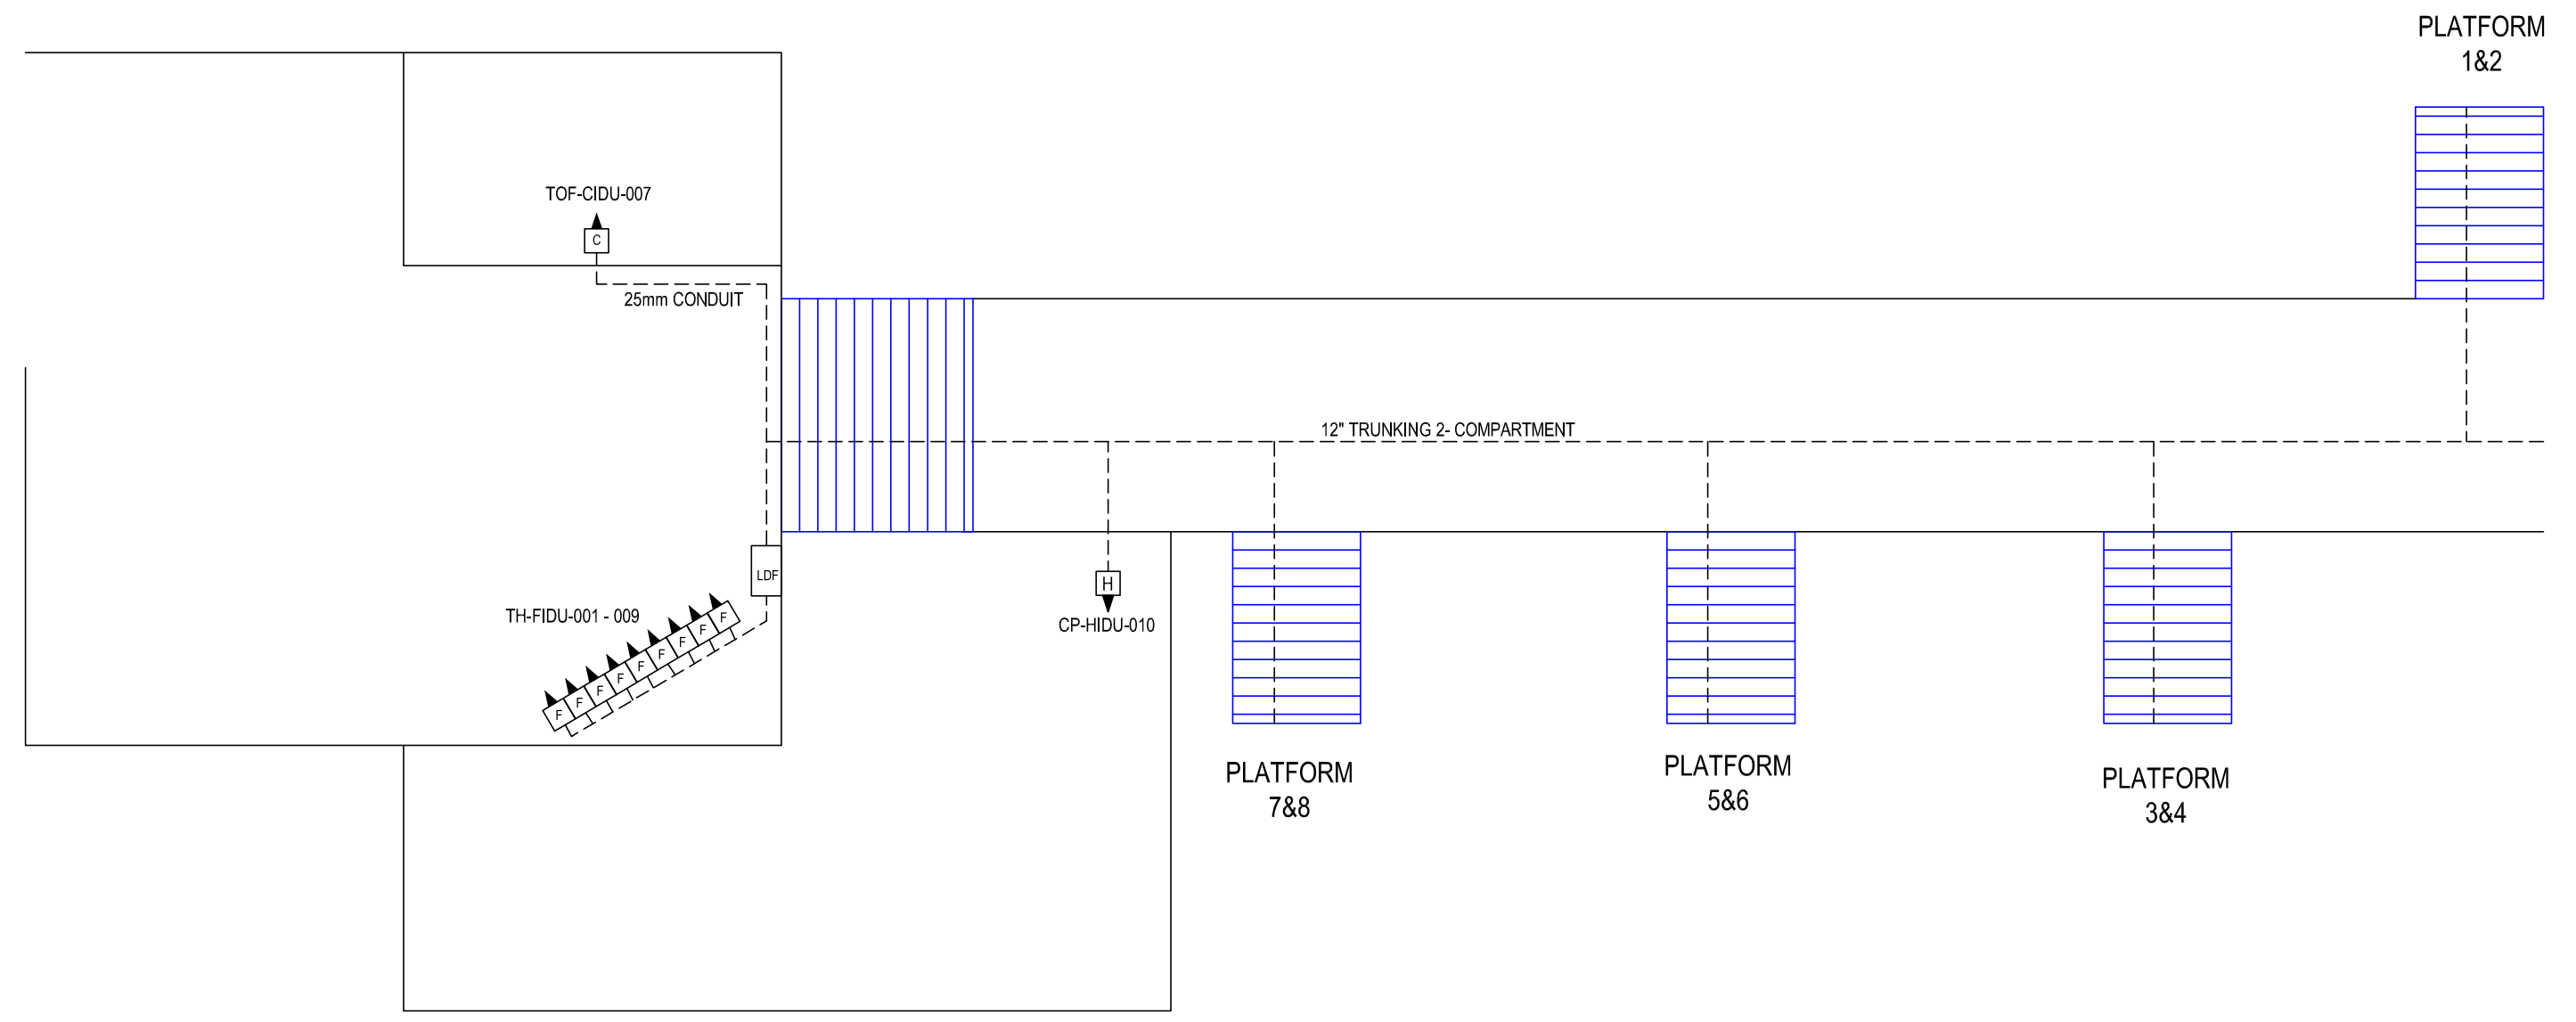 PLATFORM
1&2
TOF-CIDU-007
C
25mm CONDUIT
12" TRUNKING 2- COMPARTMENT
LDF
H
CP-HIDU-010
TH-FIDU-001 - 009
F
F
F
F
F
F
F
F
F
PLATFORM
7&8
PLATFORM
5&6
PLATFORM
3&4